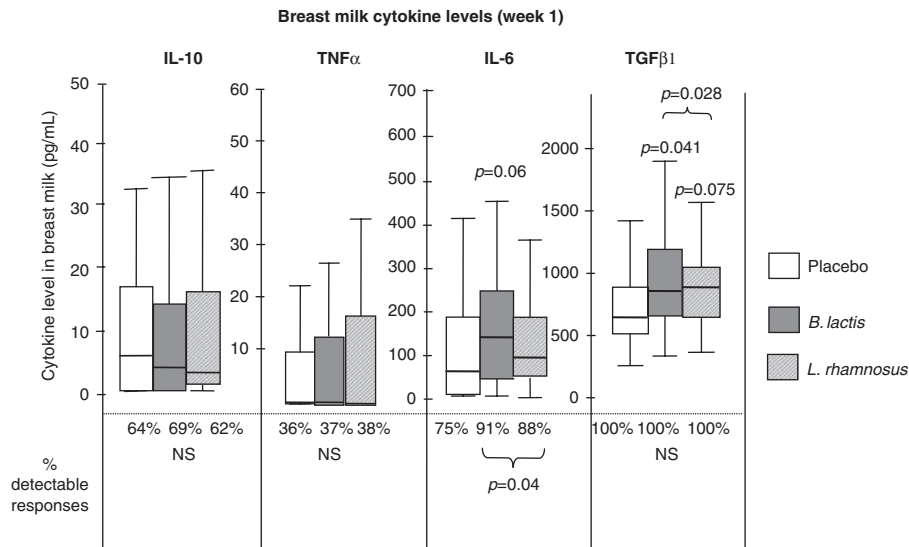 Breast milk cytokine levels (week 1)
IL-10
TNFα
IL-6
TGFβ1
Cytokine level in breast milk (pg/mL)
50
40
30
20
10
0
60
50
40
30
20
10
700
600
500
400
300
200
100
0
p=0.06
2000
1500
1000
500
0
p=0.028
p=0.041
p=0.075
Placebo
B. lactis
L. rhamnosus
64% 69% 62%
NS
36% 37% 38%
NS
75% 91% 88%
p=0.04
100% 100% 100%
NS
%
detectable
responses